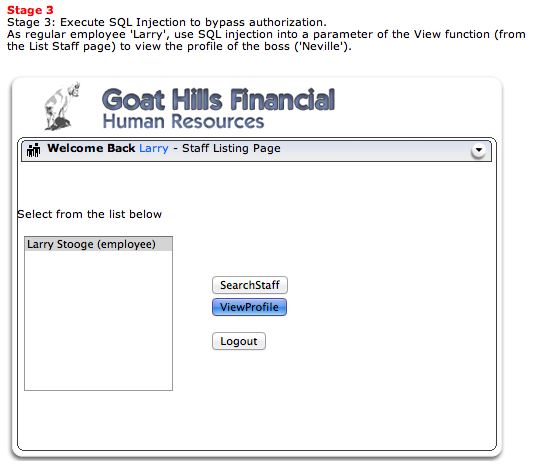 Stage 3
Stage 3: Execute SQL Injection to bypass authorization.
As regular employee 'Larry', use SQL injection into a parameter of the View function (from
the List Staff page) to view the profile of the boss ('Neville').
Goat Hills Financial
Human Resources
Welcome Back Larry - Staff Listing Page
Select from the list below
Larry Stooge (employee)
SearchStaff
ViewProfile
Logout